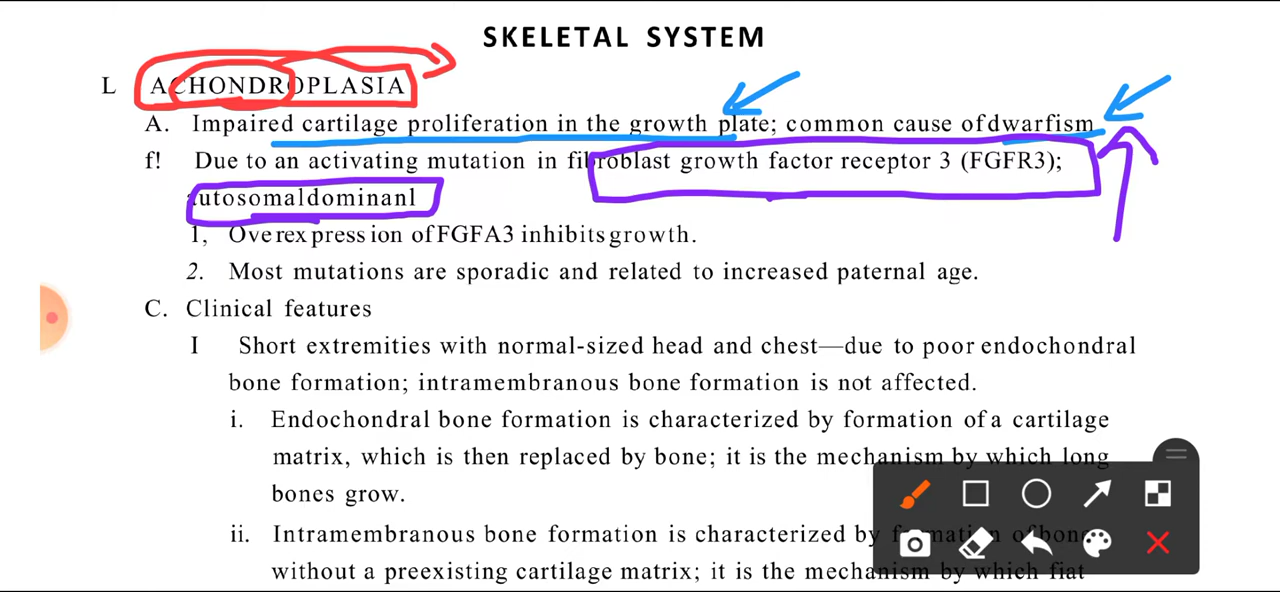 SKELETAL SYSTEM
L ACHONDROPLASIA
A. Impaired cartilage proliferation in the growth plate; common cause of dwarfism
f! Due to an activating mutation in fibroblast growth factor receptor 3 (FGFR3);
autosomal dominanl
1, Overexpression of FGFA3 inhibits growth.
2. Most mutations are sporadic and related to increased paternal age.
C. Clinical features
I Short extremities with normal-sized head and chest—due to poor endochondral
bone formation; intramembranous bone formation is not affected.
i. Endochondral bone formation is characterized by formation of a cartilage
matrix, which is then replaced by bone; it is the mechanism by which long
bones grow.
ii. Intramembranous bone formation is characterized by formation of bone
without a preexisting cartilage matrix; it is the mechanism by which fiat